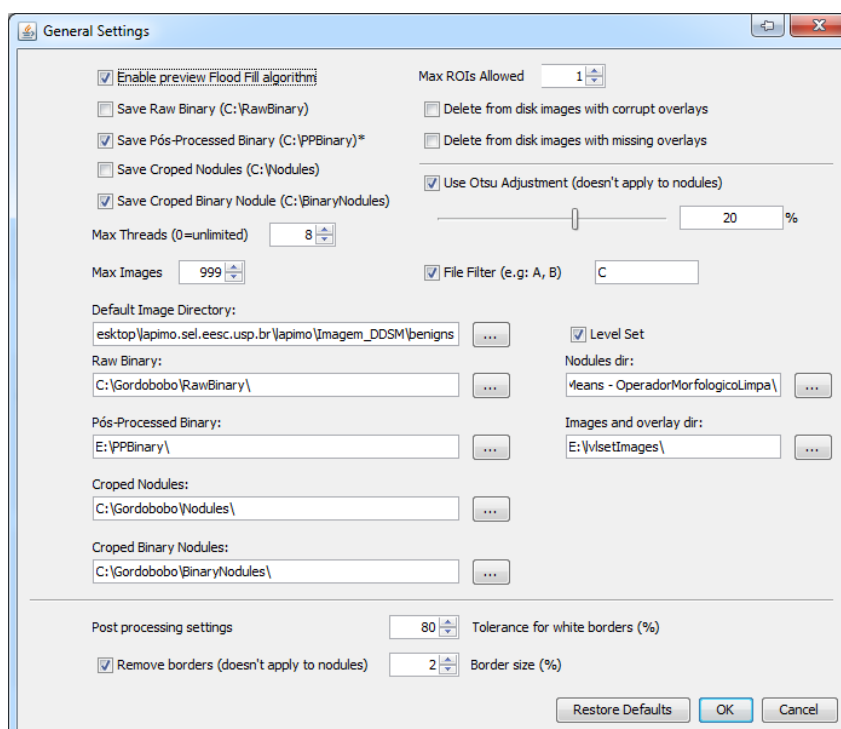 General Settings
Enable preview Flood Fill algorithm
Max ROIs Allowed 1
Save Raw Binary (C:\RawBinary)
Delete from disk images with corrupt overlays
Save Pós-Processed Binary (C:\PPBinary)*
Delete from disk images with missing overlays
Save Croped Nodules (C:\Nodules)
Use Otsu Adjustment (doesn't apply to nodules)
Save Croped Binary Nodule (C:\BinaryNodules)
20 %
Max Threads (0=unlimited) 8
Max Images 999
File Filter (e.g: A, B) C
Default Image Directory:
esktop\lapimo.sel.eesc.usp.br\lapimo\Imagem_DDSM\benigns ...
Level Set
Raw Binary:
Nodules dir:
C:\Gordobobo\RawBinary\ ...
Means - OperadorMorfologicoLimpa\ ...
Pós-Processed Binary:
Images and overlay dir:
E:\PPBinary\ ...
E:\lvlsetImages\ ...
Croped Nodules:
C:\Gordobobo\Nodules\ ...
Croped Binary Nodules:
C:\Gordobobo\BinaryNodules\ ...
Post processing settings
80 Tolerance for white borders (%)
Remove borders (doesn't apply to nodules)
2 Border size (%)
Restore Defaults OK Cancel